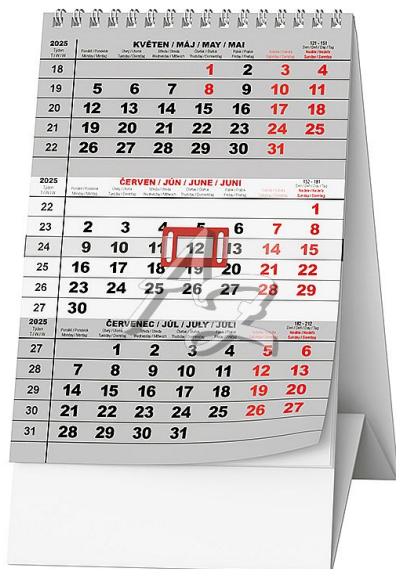 2025 KVĚTEN / MÁJ / MAY / MAI 121 - 151
18 1 2 3 4
19 5 6 7 8 9 10 11
20 12 13 14 15 16 17 18
21 19 20 21 22 23 24 25
22 26 27 28 29 30 31
2025 ČERVEN / JÚN / JUNE / JUNI 152 - 181
22 1
23 2 3 4 5 6 7 8
24 9 10 11 12 13 14 15
25 16 17 18 19 20 21 22
26 23 24 25 26 27 28 29
27 30
2025 ČERVENEC / JÚL / JULY / JULI 182 - 212
27 1 2 3 4 5 6
28 7 8 9 10 11 12 13
29 14 15 16 17 18 19 20
30 21 22 23 24 25 26 27
31 28 29 30 31